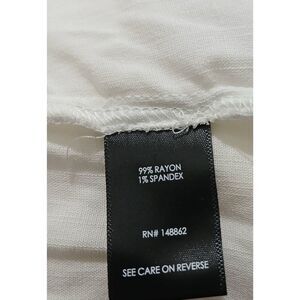 99% RAYON
1% SPANDEX
RN# 148862
SEE CARE ON REVERSE